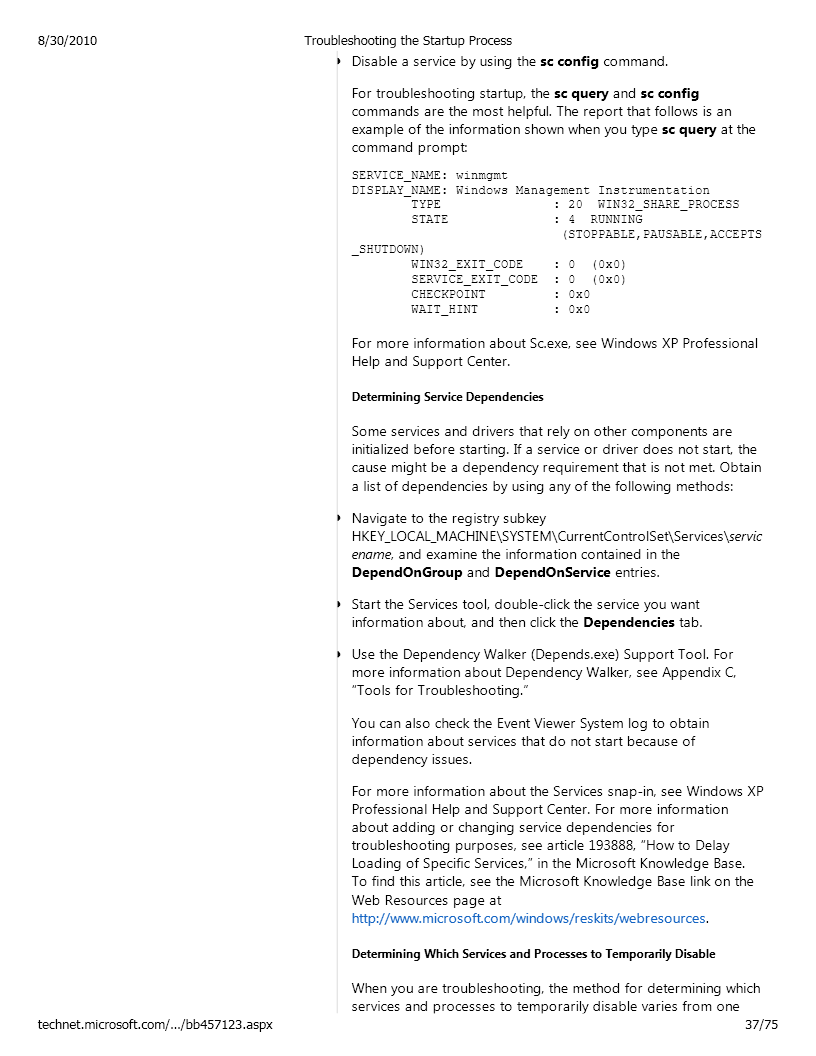 8/30/2010 Troubleshooting the Startup Process
Disable a service by using the sc config command.
For troubleshooting startup, the sc query and sc config
commands are the most helpful. The report that follows is an
example of the information shown when you type sc query at the
command prompt:
SERVICE_NAME: winmgmt
DISPLAY_NAME: Windows Management Instrumentation
TYPE : 20 WIN32_SHARE_PROCESS
STATE : 4 RUNNING
(STOPPABLE,PAUSABLE,ACCEPTS
_SHUTDOWN)
WIN32_EXIT_CODE : 0 (0x0)
SERVICE_EXIT_CODE : 0 (0x0)
CHECKPOINT : 0x0
WAIT_HINT : 0x0
For more information about Sc.exe, see Windows XP Professional
Help and Support Center.
Determining Service Dependencies
Some services and drivers that rely on other components are
initialized before starting. If a service or driver does not start, the
cause might be a dependency requirement that is not met. Obtain
a list of dependencies by using any of the following methods:
Navigate to the registry subkey
HKEY_LOCAL_MACHINE\SYSTEM\CurrentControlSet\Services\servic
ename, and examine the information contained in the
DependOnGroup and DependOnService entries.
Start the Services tool, double-click the service you want
information about, and then click the Dependencies tab.
Use the Dependency Walker (Depends.exe) Support Tool. For
more information about Dependency Walker, see Appendix C,
"Tools for Troubleshooting."
You can also check the Event Viewer System log to obtain
information about services that do not start because of
dependency issues.
For more information about the Services snap-in, see Windows XP
Professional Help and Support Center. For more information
about adding or changing service dependencies for
troubleshooting purposes, see article 193888, "How to Delay
Loading of Specific Services," in the Microsoft Knowledge Base.
To find this article, see the Microsoft Knowledge Base link on the
Web Resources page at
http://www.microsoft.com/windows/reskits/webresources.
Determining Which Services and Processes to Temporarily Disable
When you are troubleshooting, the method for determining which
services and processes to temporarily disable varies from one
technet.microsoft.com/.../bb457123.aspx 37/75